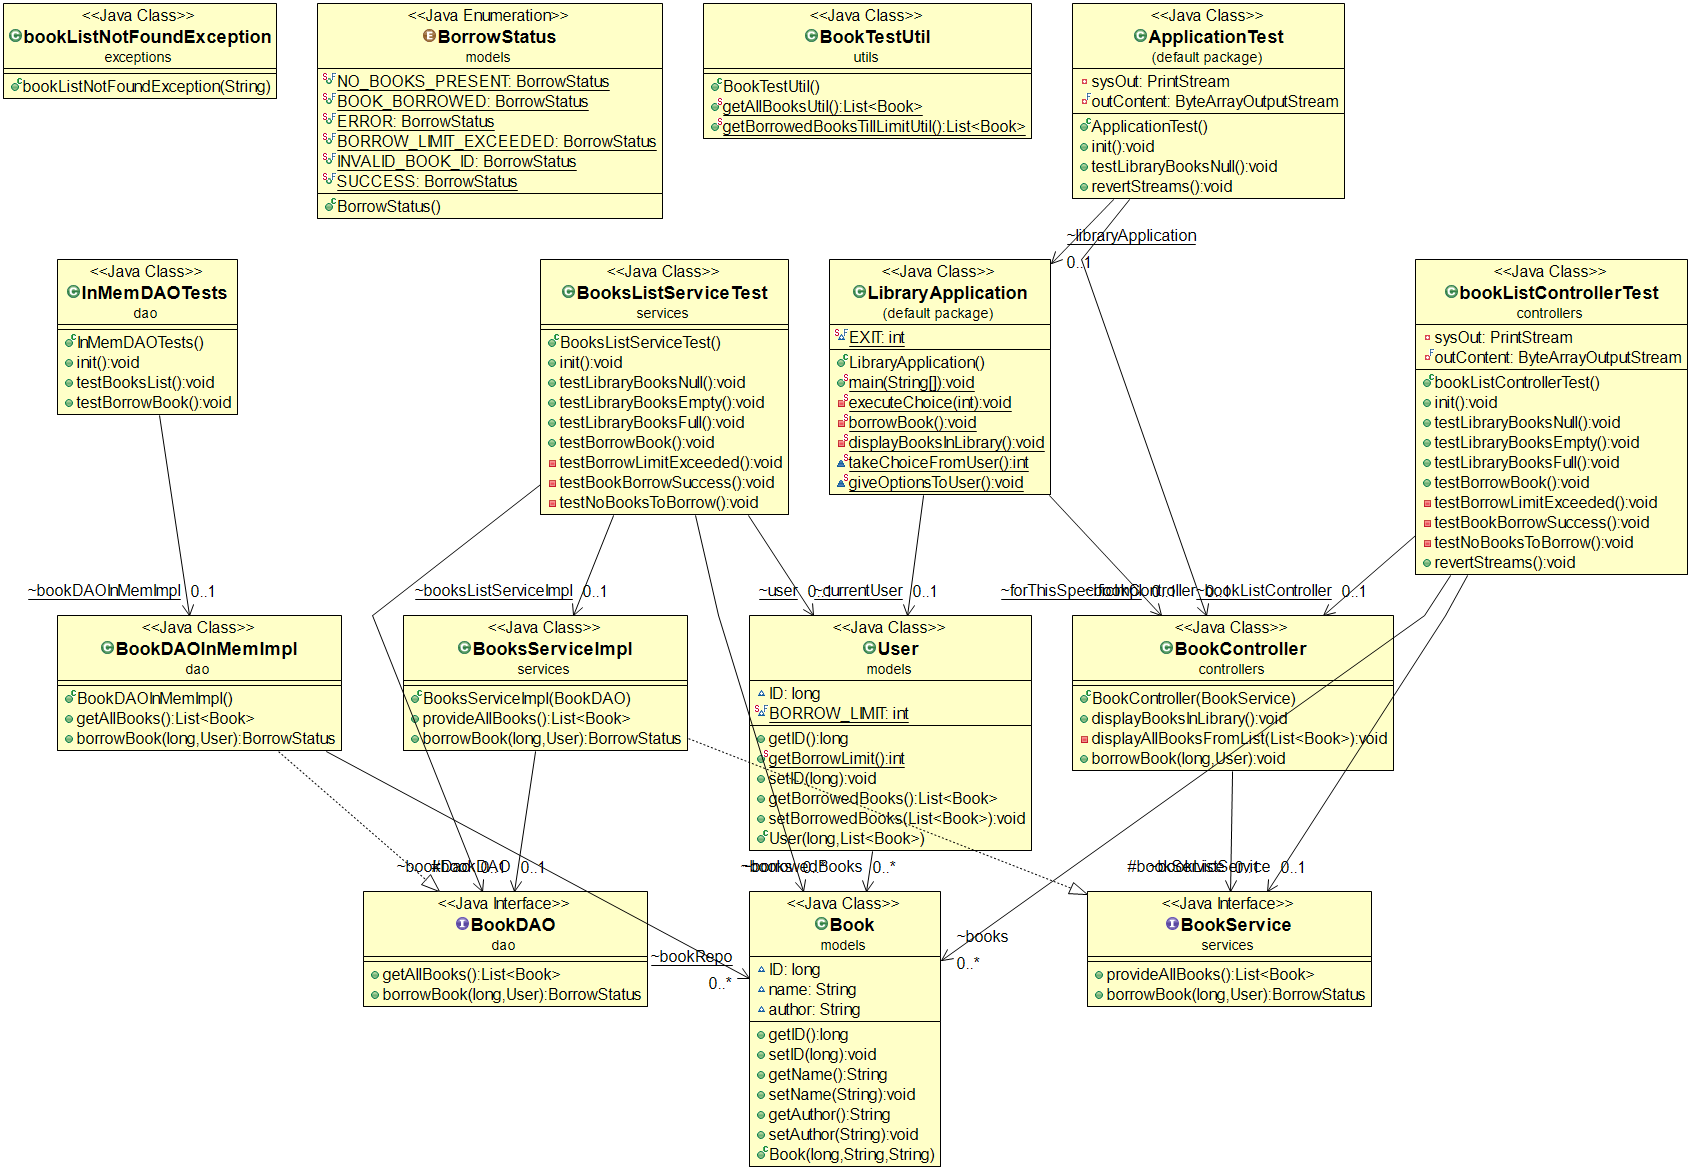 <<Java Class>>
bookListNotFoundException
exceptions
bookListNotFoundException(String)
<<Java Enumeration>>
BorrowStatus
models
NO_BOOKS_PRESENT: BorrowStatus
BOOK_BORROWED: BorrowStatus
ERROR: BorrowStatus
BORROW_LIMIT_EXCEEDED: BorrowStatus
INVALID_BOOK_ID: BorrowStatus
SUCCESS: BorrowStatus
BorrowStatus()
<<Java Class>>
BookTestUtil
utils
BookTestUtil()
getAllBooksUtil():List<Book>
getBorrowedBooksTillLimitUtil():List<Book>
<<Java Class>>
ApplicationTest
(default package)
sysOut: PrintStream
outContent: ByteArrayOutputStream
ApplicationTest()
init():void
testLibraryBooksNull():void
revertStreams():void
~libraryApplication
0..1
<<Java Class>>
InMemDAOTests
dao
InMemDAOTests()
init():void
testBooksList():void
testBorrowBook():void
<<Java Class>>
BooksListServiceTest
services
BooksListServiceTest()
init():void
testLibraryBooksNull():void
testLibraryBooksEmpty():void
testLibraryBooksFull():void
testBorrowBook():void
testBorrowLimitExceeded():void
testBookBorrowSuccess():void
testNoBooksToBorrow():void
<<Java Class>>
LibraryApplication
(default package)
EXIT: int
LibraryApplication()
main(String[]):void
executeChoice(int):void
borrowBook():void
displayBooksInLibrary():void
takeChoiceFromUser():int
giveOptionsToUser():void
<<Java Class>>
bookListControllerTest
controllers
sysOut: PrintStream
outContent: ByteArrayOutputStream
bookListControllerTest()
init():void
testLibraryBooksNull():void
testLibraryBooksEmpty():void
testLibraryBooksFull():void
testBorrowBook():void
testBorrowLimitExceeded():void
testBookBorrowSuccess():void
testNoBooksToBorrow():void
revertStreams():void
~bookDAOInMemImpl 0..1
~booksListServiceImpl 0..1
~user 0..1
~currentUser 0..1
0..1
~bookListController 0..1
<<Java Class>>
BookDAOInMemImpl
dao
BookDAOInMemImpl()
getAllBooks():List<Book>
borrowBook(long,User):BorrowStatus
<<Java Class>>
BooksServiceImpl
services
BooksServiceImpl(BookDAO)
provideAllBooks():List<Book>
borrowBook(long,User):BorrowStatus
<<Java Class>>
User
models
ID: long
BORROW_LIMIT: int
getID():long
getBorrowLimit():int
setID(long):void
getBorrowedBooks():List<Book>
setBorrowedBooks(List<Book>):void
User(long,List<Book>)
<<Java Class>>
BookController
controllers
BookController(BookService)
displayBooksInLibrary():void
displayAllBooksFromList(List<Book>):void
borrowBook(long,User):void
0..1
0..1
0..*
0..*
0..1
0..1
<<Java Interface>>
BookDAO
dao
getAllBooks():List<Book>
borrowBook(long,User):BorrowStatus
~bookRepo
0..*
<<Java Class>>
Book
models
ID: long
name: String
author: String
getID():long
setID(long):void
getName():String
setName(String):void
getAuthor():String
setAuthor(String):void
Book(long,String,String)
~books
0..*
<<Java Interface>>
BookService
services
provideAllBooks():List<Book>
borrowBook(long,User):BorrowStatus